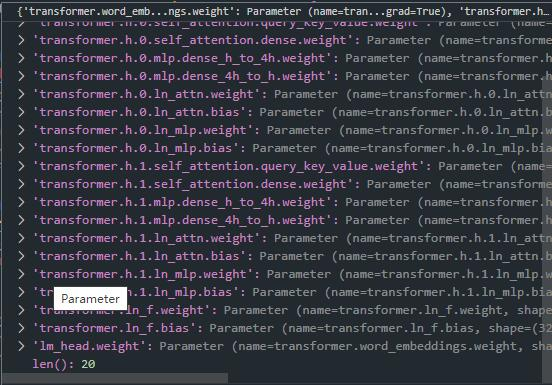 {'transformer.word_emb...ngs.weight': Parameter (name=tran...grad=True), 'transformer.h...
> 'transformer.h.0.self_attention.query_key_value.weight': Parameter (name=transfor
> 'transformer.h.0.self_attention.dense.weight': Parameter (name=transforme
> 'transformer.h.0.mlp.dense_h_to_4h.weight': Parameter (name=transformer.h
> 'transformer.h.0.mlp.dense_4h_to_h.weight': Parameter (name=transformer.h
> 'transformer.h.0.ln_attn.weight': Parameter (name=transformer.h.0.ln_attn
> 'transformer.h.0.ln_attn.bias': Parameter (name=transformer.h.0.ln_attn.b
> 'transformer.h.0.ln_mlp.weight': Parameter (name=transformer.h.0.ln_mlp.w
> 'transformer.h.0.ln_mlp.bias': Parameter (name=transformer.h.0.ln_mlp.bia
> 'transformer.h.1.self_attention.query_key_value.weight': Parameter (name=
> 'transformer.h.1.self_attention.dense.weight': Parameter (name=transforme
> 'transformer.h.1.mlp.dense_h_to_4h.weight': Parameter (name=transformer.h
> 'transformer.h.1.mlp.dense_4h_to_h.weight': Parameter (name=transformer.h
> 'transformer.h.1.ln_attn.weight': Parameter (name=transformer.h.1.ln_attn
> 'transformer.h.1.ln_attn.bias': Parameter (name=transformer.h.1.ln_attn.b
> 'transformer.h.1.ln_mlp.weight': Parameter (name=transformer.h.1.ln_mlp.w
> h.1.ln_mlp.bias': Parameter (name=transformer.h.1.ln_mlp.bia
Parameter
> 'transformer.ln_f.weight': Parameter (name=transformer.ln_f.weight, shape
> 'transformer.ln_f.bias': Parameter (name=transformer.ln_f.bias, shape=(32
> 'lm_head.weight': Parameter (name=transformer.word_embeddings.weight, sha
len(): 20